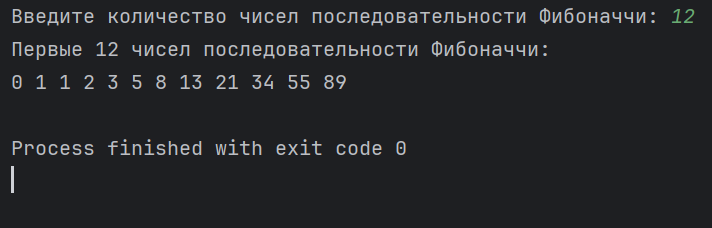 Введите количество чисел последовательности Фибоначчи: 12
Первые 12 чисел последовательности Фибоначчи:
0 1 1 2 3 5 8 13 21 34 55 89
Process finished with exit code 0